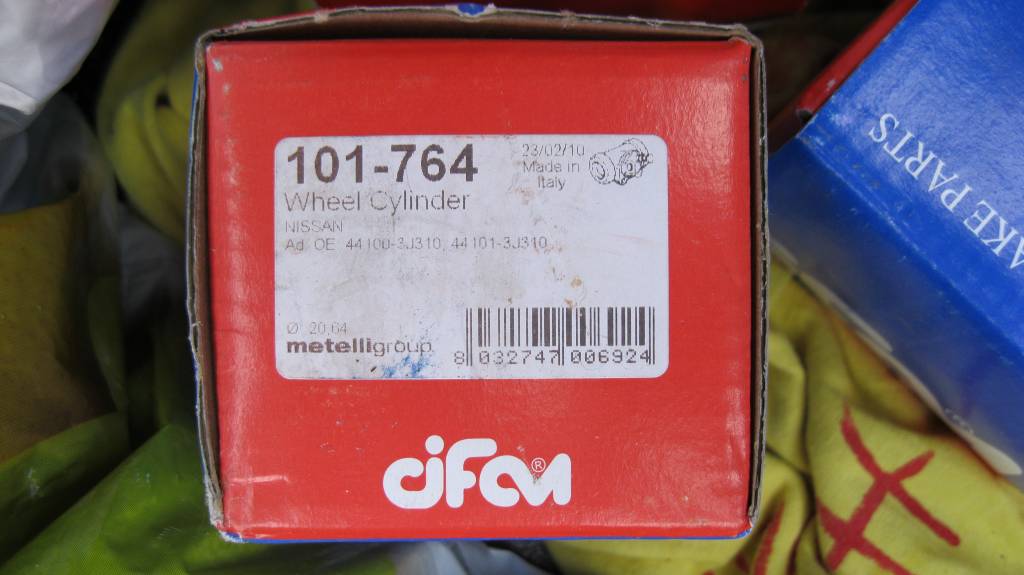 101-764
23/02/10
Made in
Italy
Wheel Cylinder
NISSAN
Ad. OE 44100-3J310, 44101-3J310
Ø 20,64
metelligroup
8 032747 006924
cifam®
AKE PARTS